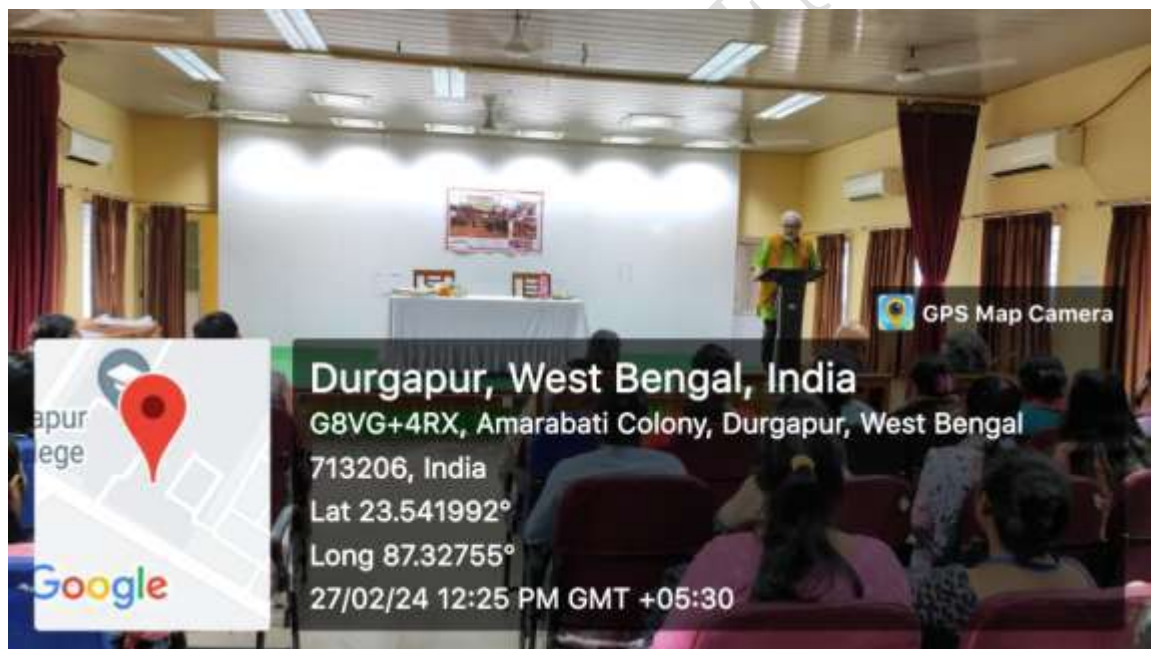 GPS Map Camera
apur
ege
Google
Durgapur, West Bengal, India
G8VG+4RX, Amarabati Colony, Durgapur, West Bengal
713206, India
Lat 23.541992°
Long 87.32755°
27/02/24 12:25 PM GMT +05:30